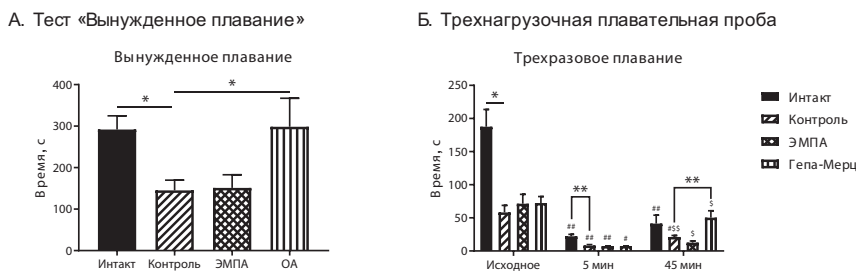 А. Тест «Вынужденное плавание»
Вынужденное плавание
Время, с
400
300
200
100
0
*
*
Интакт Контроль ЭМПА ОА
Б. Трехнагрузочная плавательная проба
Трехразовое плавание
Время, с
250
200
150
100
50
0
*
**
**
## ## ## #
## #$$ $ $
Исходное 5 мин 45 мин
Интакт
Контроль
ЭМПА
Гепа-Мерц